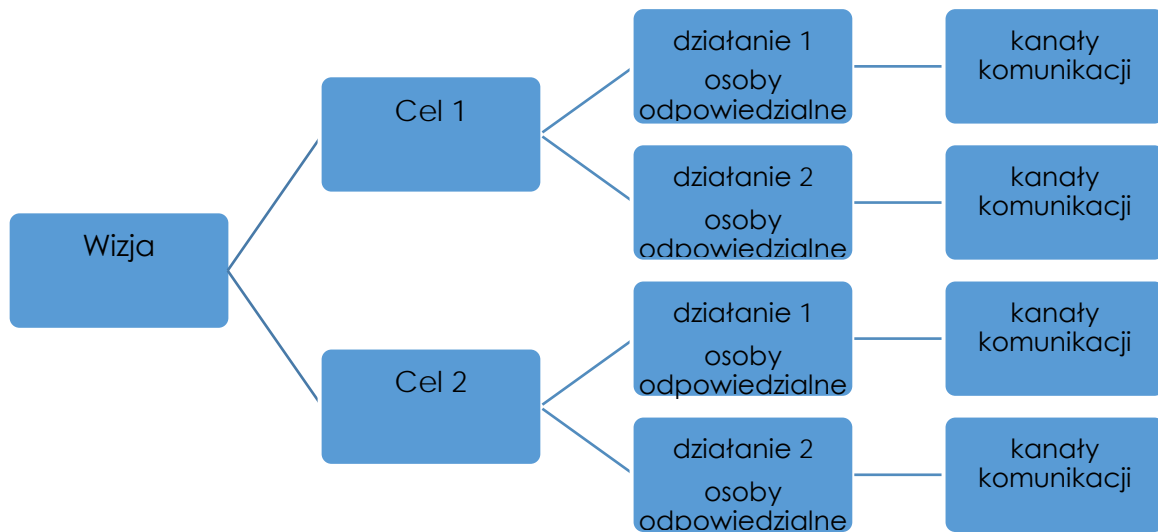 Wizja
Cel 1
działanie 1
osoby
odpowiedzialne
kanały
komunikacji
działanie 2
osoby
odpowiedzialne
kanały
komunikacji
Cel 2
działanie 1
osoby
odpowiedzialne
kanały
komunikacji
działanie 2
osoby
odpowiedzialne
kanały
komunikacji